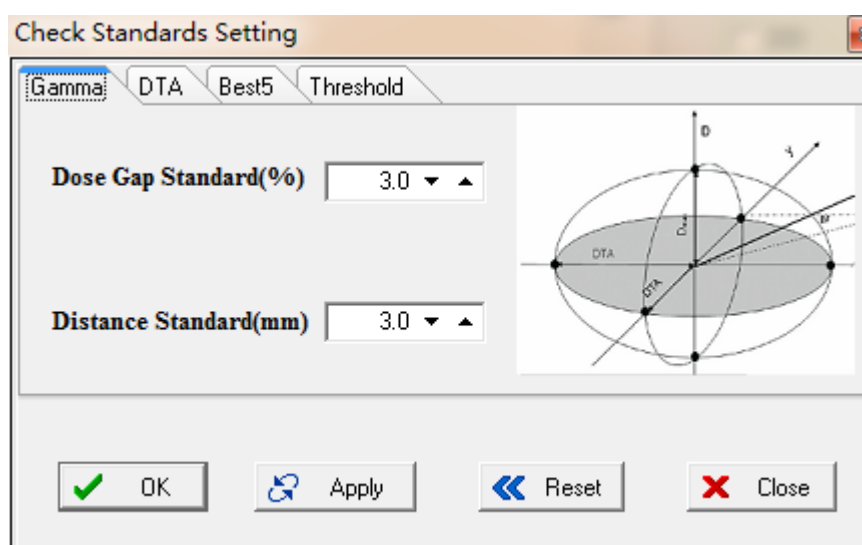 Check Standards Setting
Gamma DTA Best5 Threshold
Dose Gap Standard(%) 3.0
Distance Standard(mm) 3.0
D
Y
DTA
DTA
OK Apply Reset Close